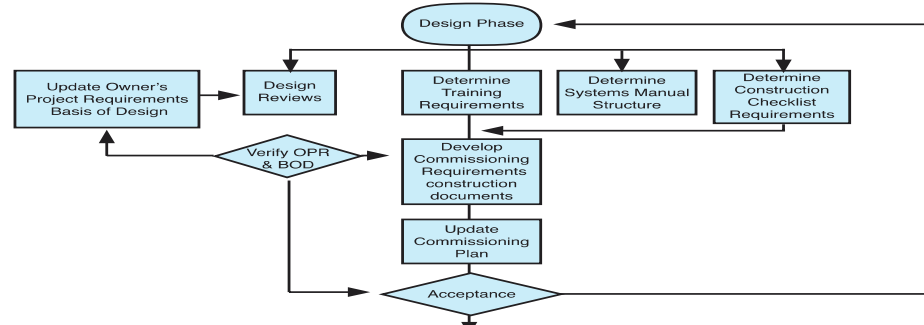 Design Phase
Update Owner's
Project Requirements
Basis of Design
Design
Reviews
Determine
Training
Requirements
Determine
Systems Manual
Structure
Determine
Construction
Checklist
Requirements
Verify OPR
& BOD
Develop
Commissioning
Requirements
construction
documents
Update
Commissioning
Plan
Acceptance